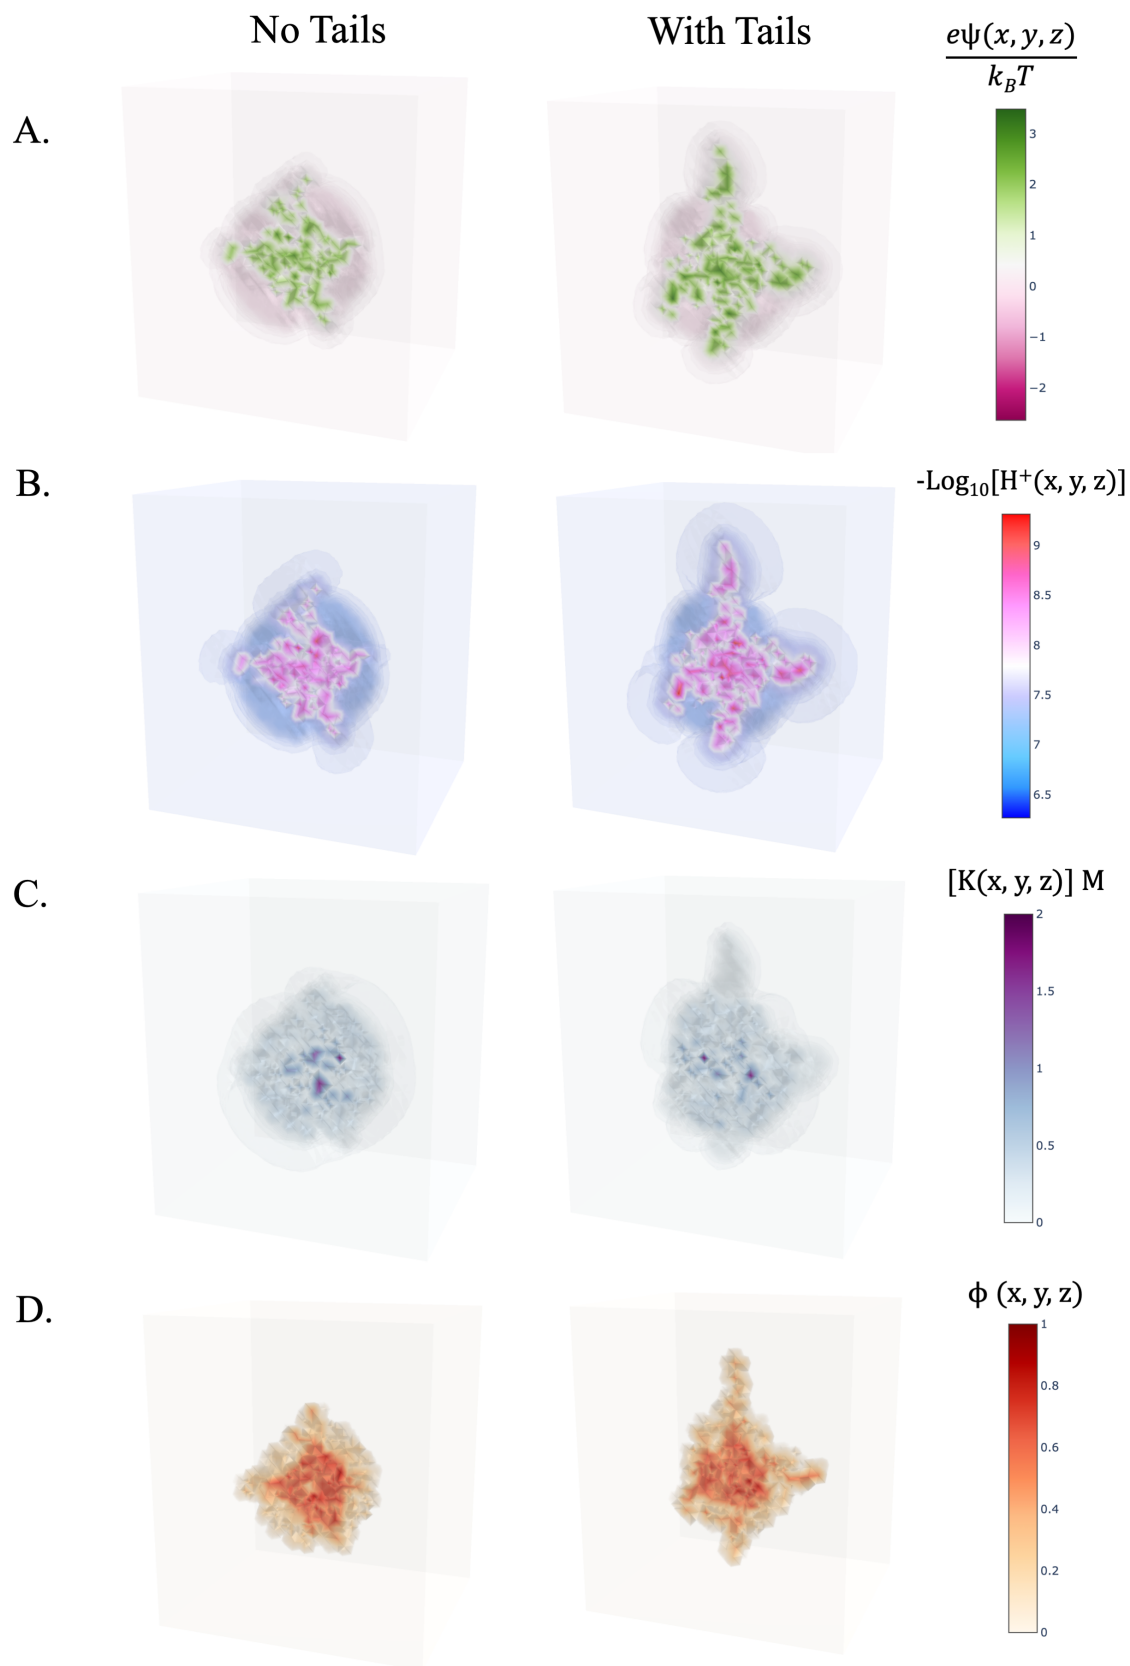 No Tails
With Tails
eψ(x, y, z)
k_BT
A.
3
2
1
0
−1
−2
B.
-Log₁₀[H⁺(x, y, z)]
9
8.5
8
7.5
7
6.5
C.
[K(x, y, z)] M
2
1.5
1
0.5
0
D.
ϕ (x, y, z)
1
0.8
0.6
0.4
0.2
0